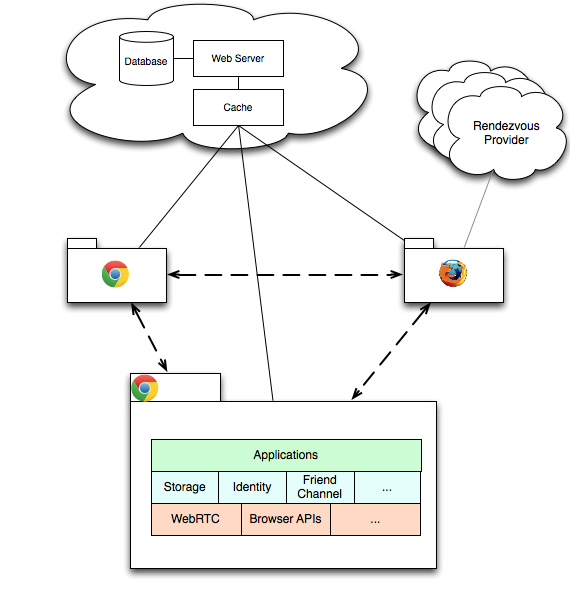 Database
Web Server
Cache
Rendezvous
Provider
Applications
Storage
Identity
Friend
Channel
...
WebRTC
Browser APIs
...